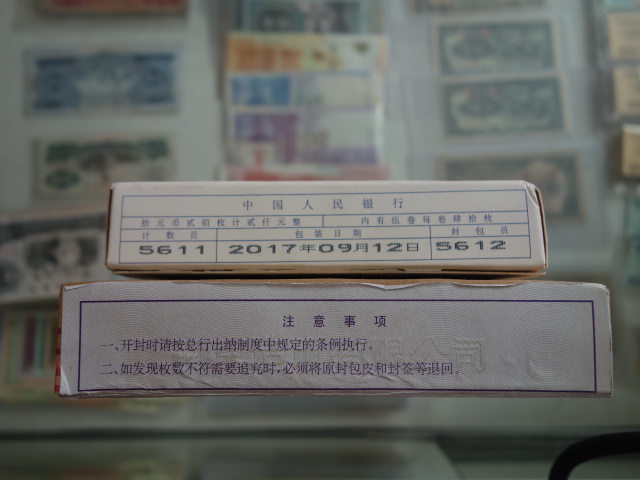 中国人民银行
拾元币贰佰枚计贰仟元整 内有伍卷每卷肆拾枚
计数员 包装日期 封包员
5611 2017年09月12日 5612
注意事项
一、开封时请按总行出纳制度中规定的条例执行。
二、如发现枚数不符需要追究时,必须将原封包皮和封签等退回。